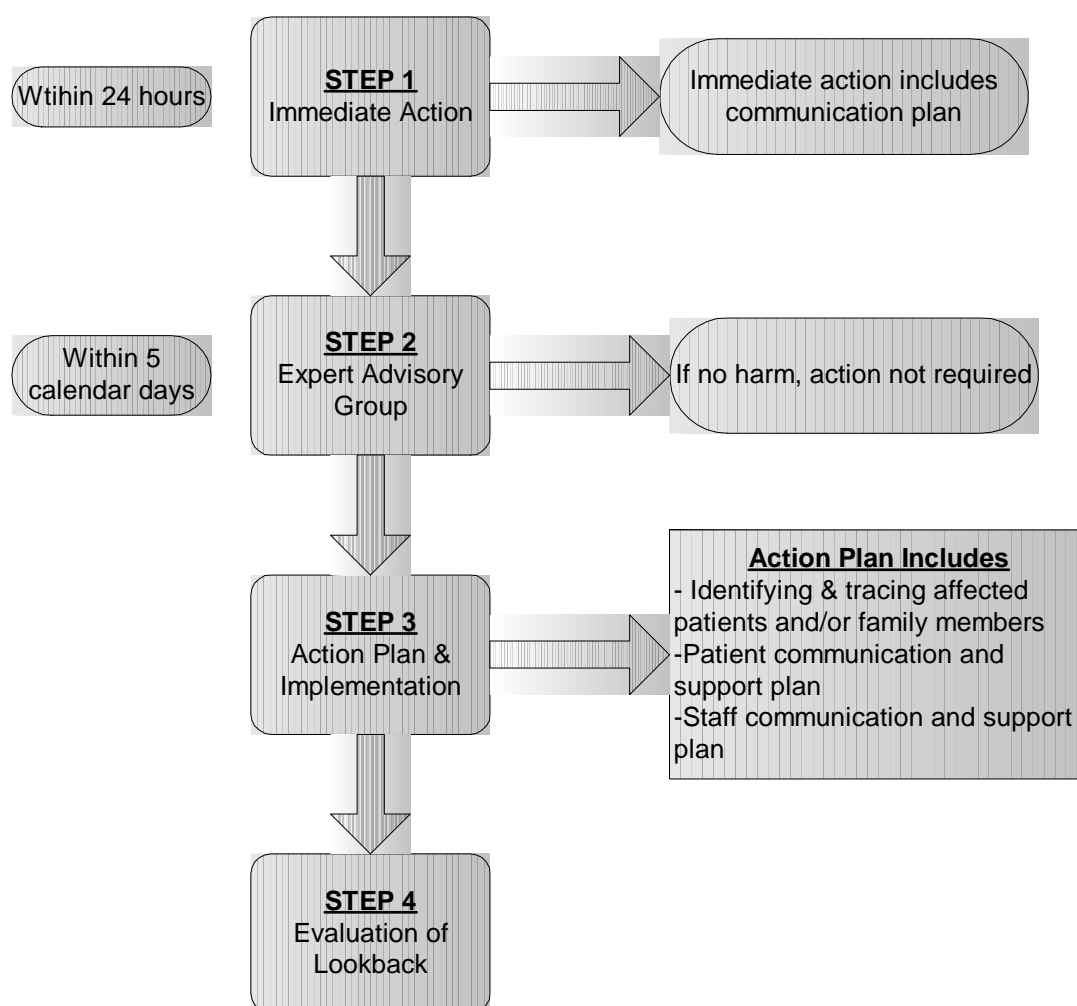 Wtihin 24 hours
STEP 1
Immediate Action
Immediate action includes
communication plan
Within 5
calendar days
STEP 2
Expert Advisory
Group
If no harm, action not required
STEP 3
Action Plan &
Implementation
Action Plan Includes
- Identifying & tracing affected
patients and/or family members
-Patient communication and
support plan
-Staff communication and support
plan
STEP 4
Evaluation of
Lookback